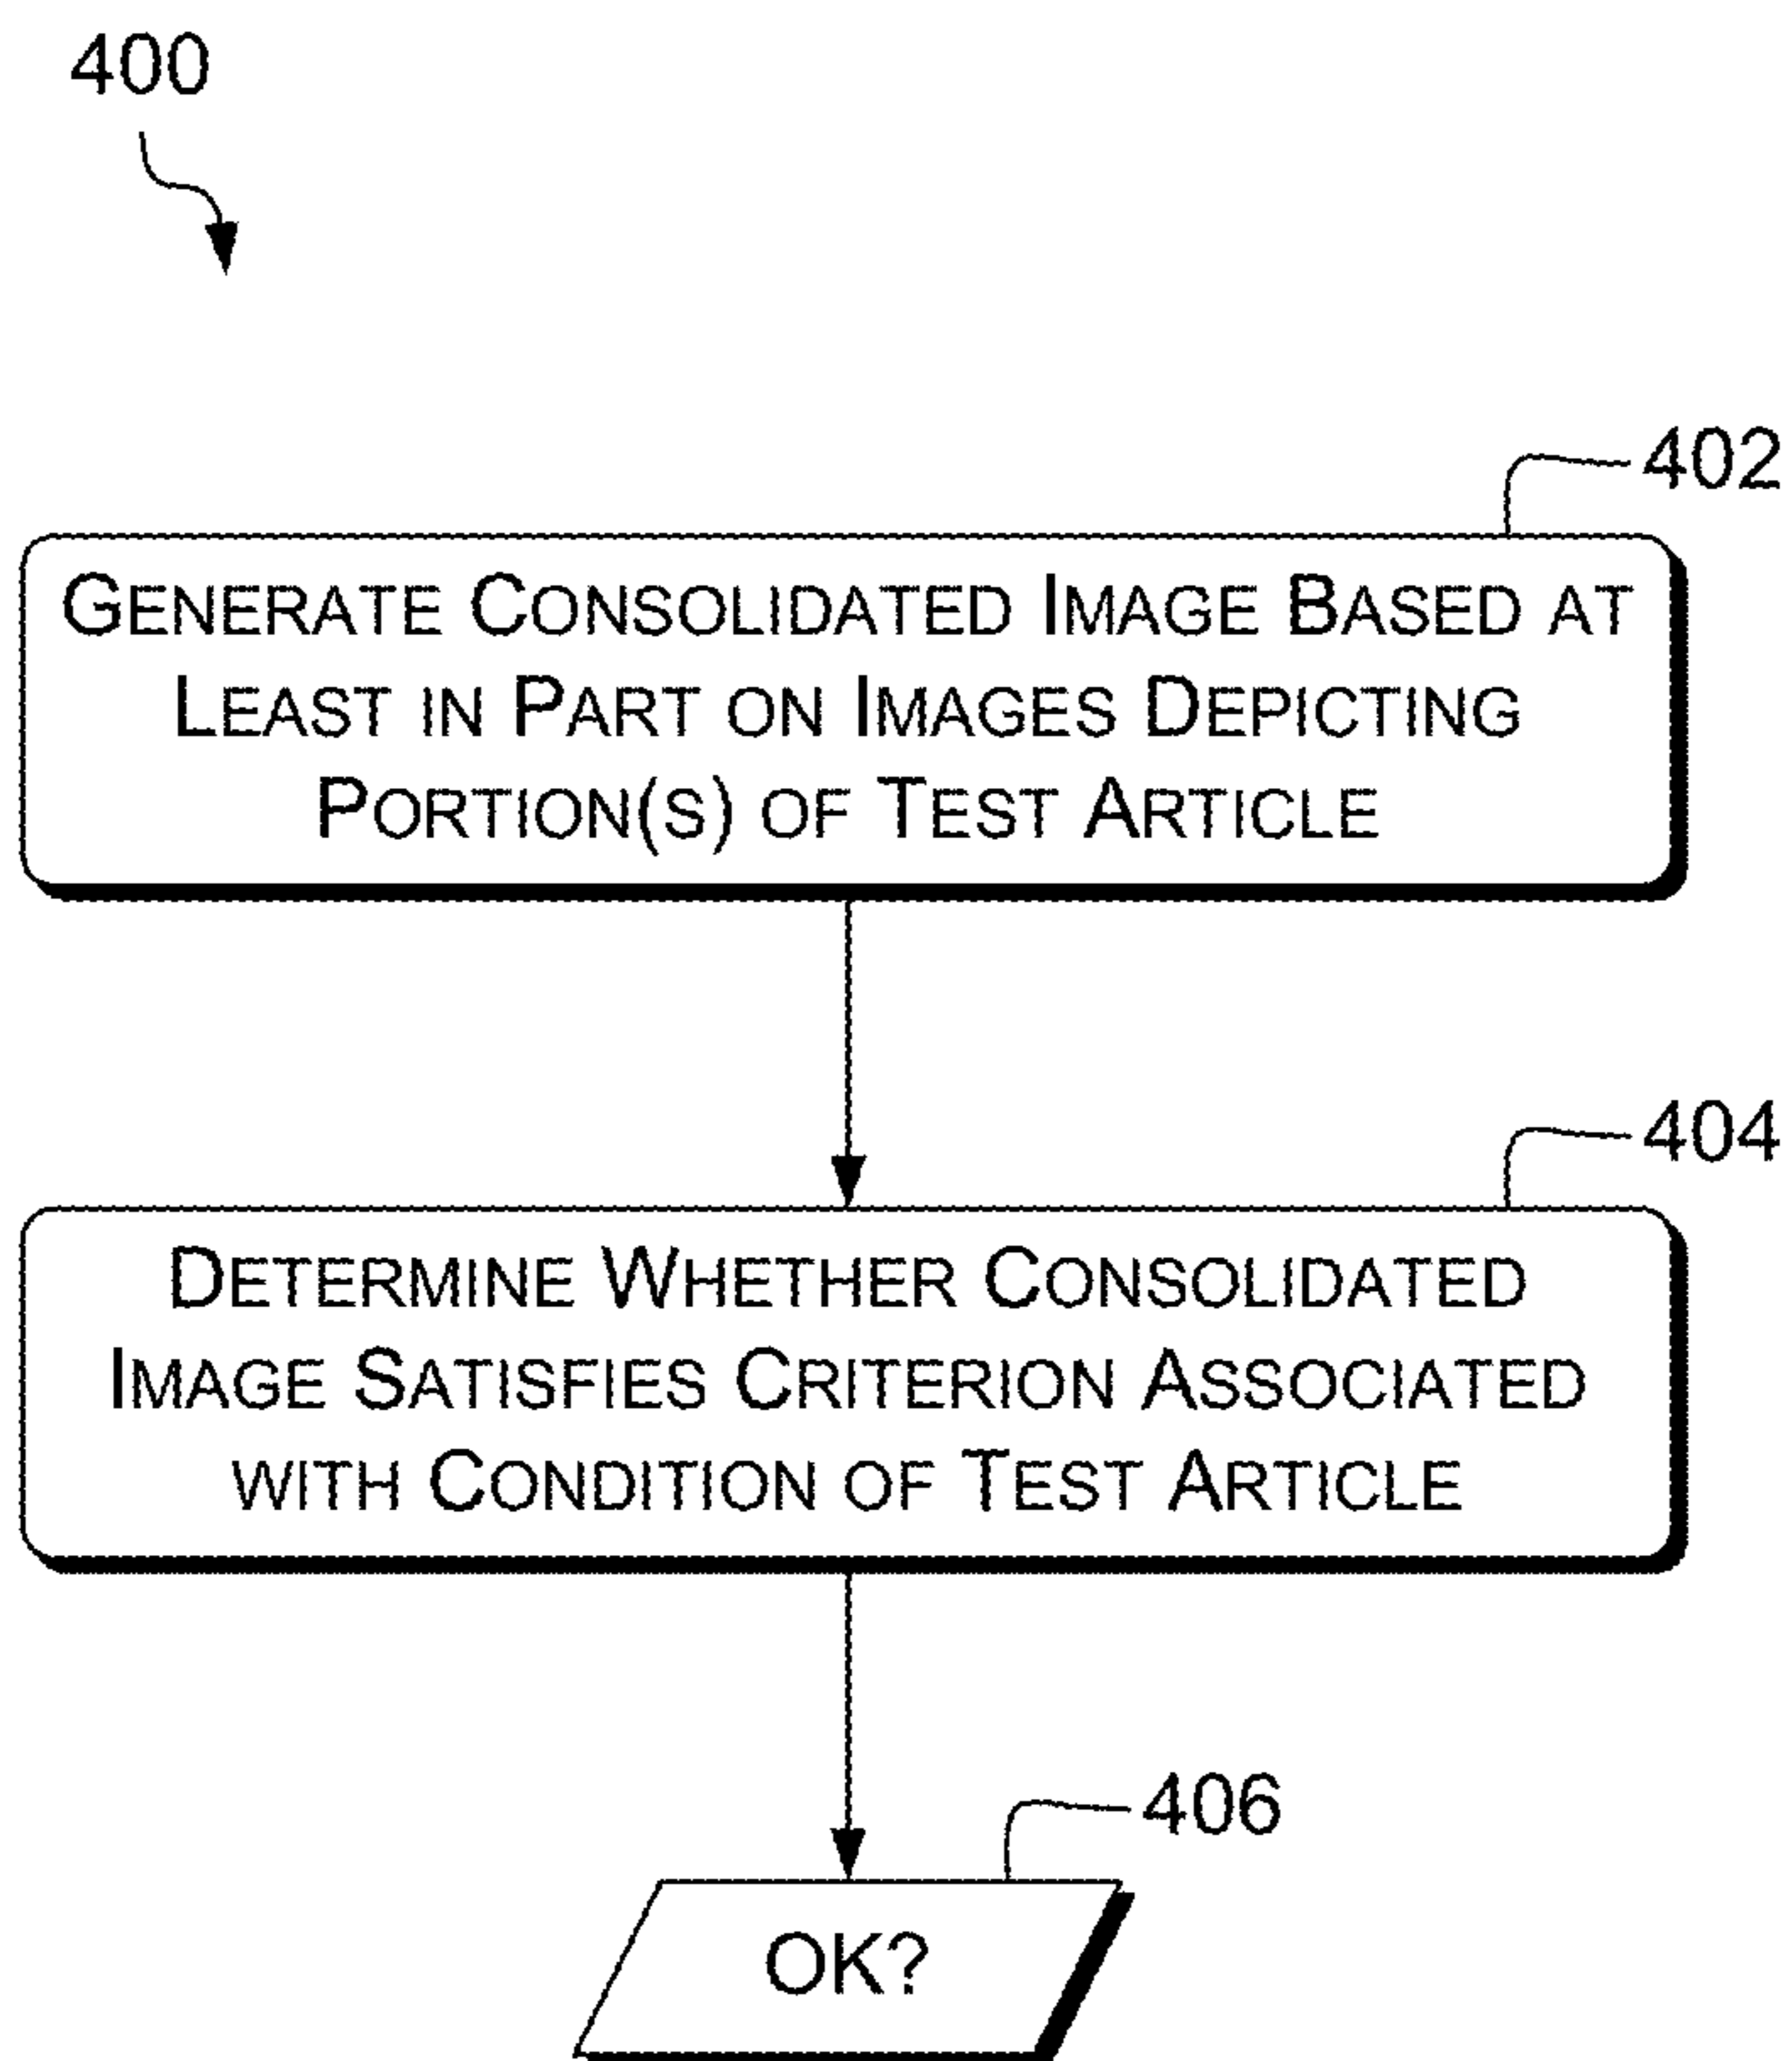 400
402
GENERATE CONSOLIDATED IMAGE BASED AT
LEAST IN PART ON IMAGES DEPICTING
PORTION(S) OF TEST ARTICLE
404
DETERMINE WHETHER CONSOLIDATED
IMAGE SATISFIES CRITERION ASSOCIATED
WITH CONDITION OF TEST ARTICLE
406
OK?